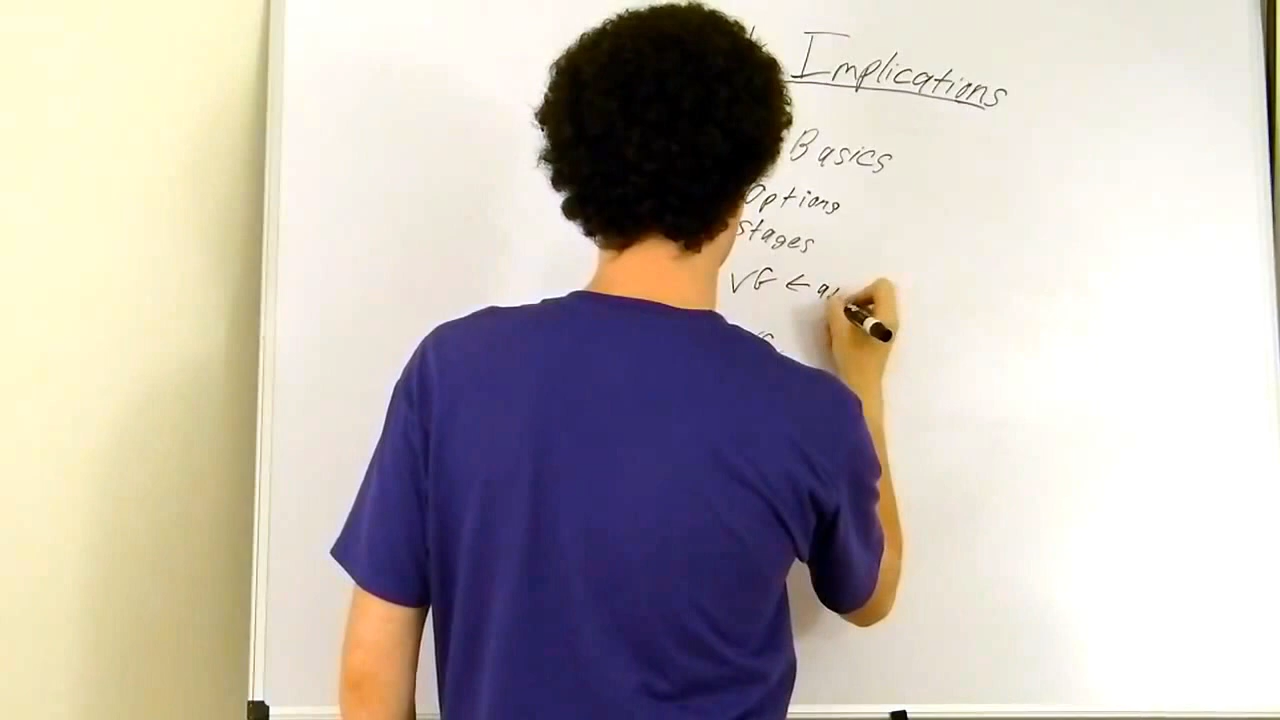 Implications
Basics
Options
stages
VG ←